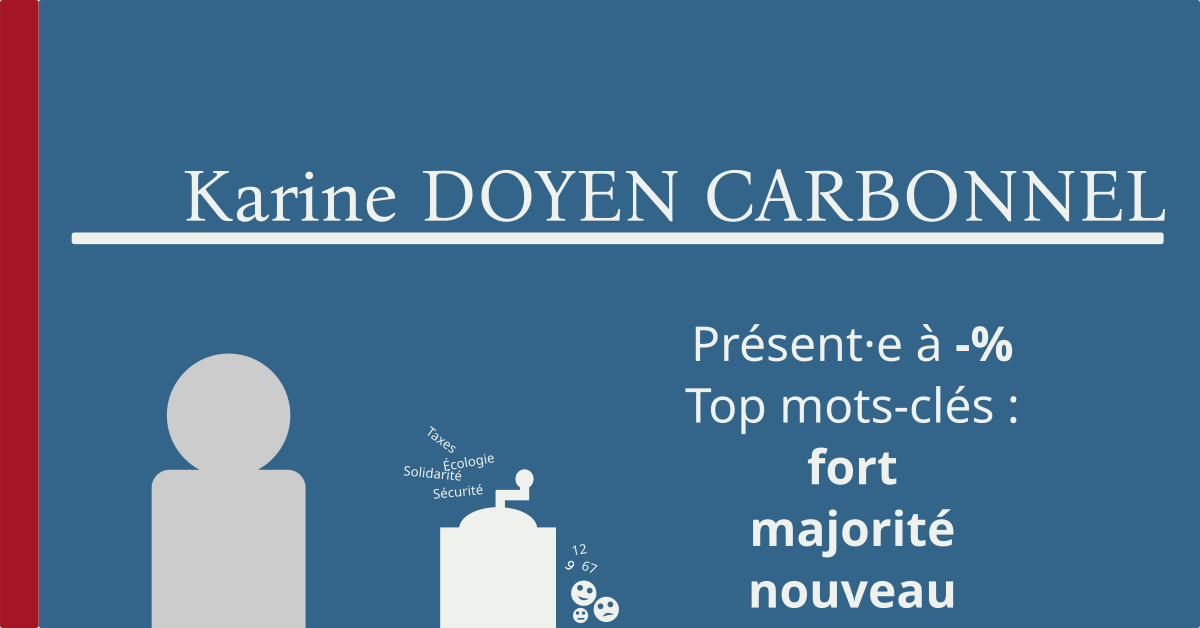 Karine DOYEN CARBONNEL
Présent·e à -%
Top mots-clés :
fort
majorité
nouveau
Taxes
Écologie
Solidarité
Sécurité
12
9 67